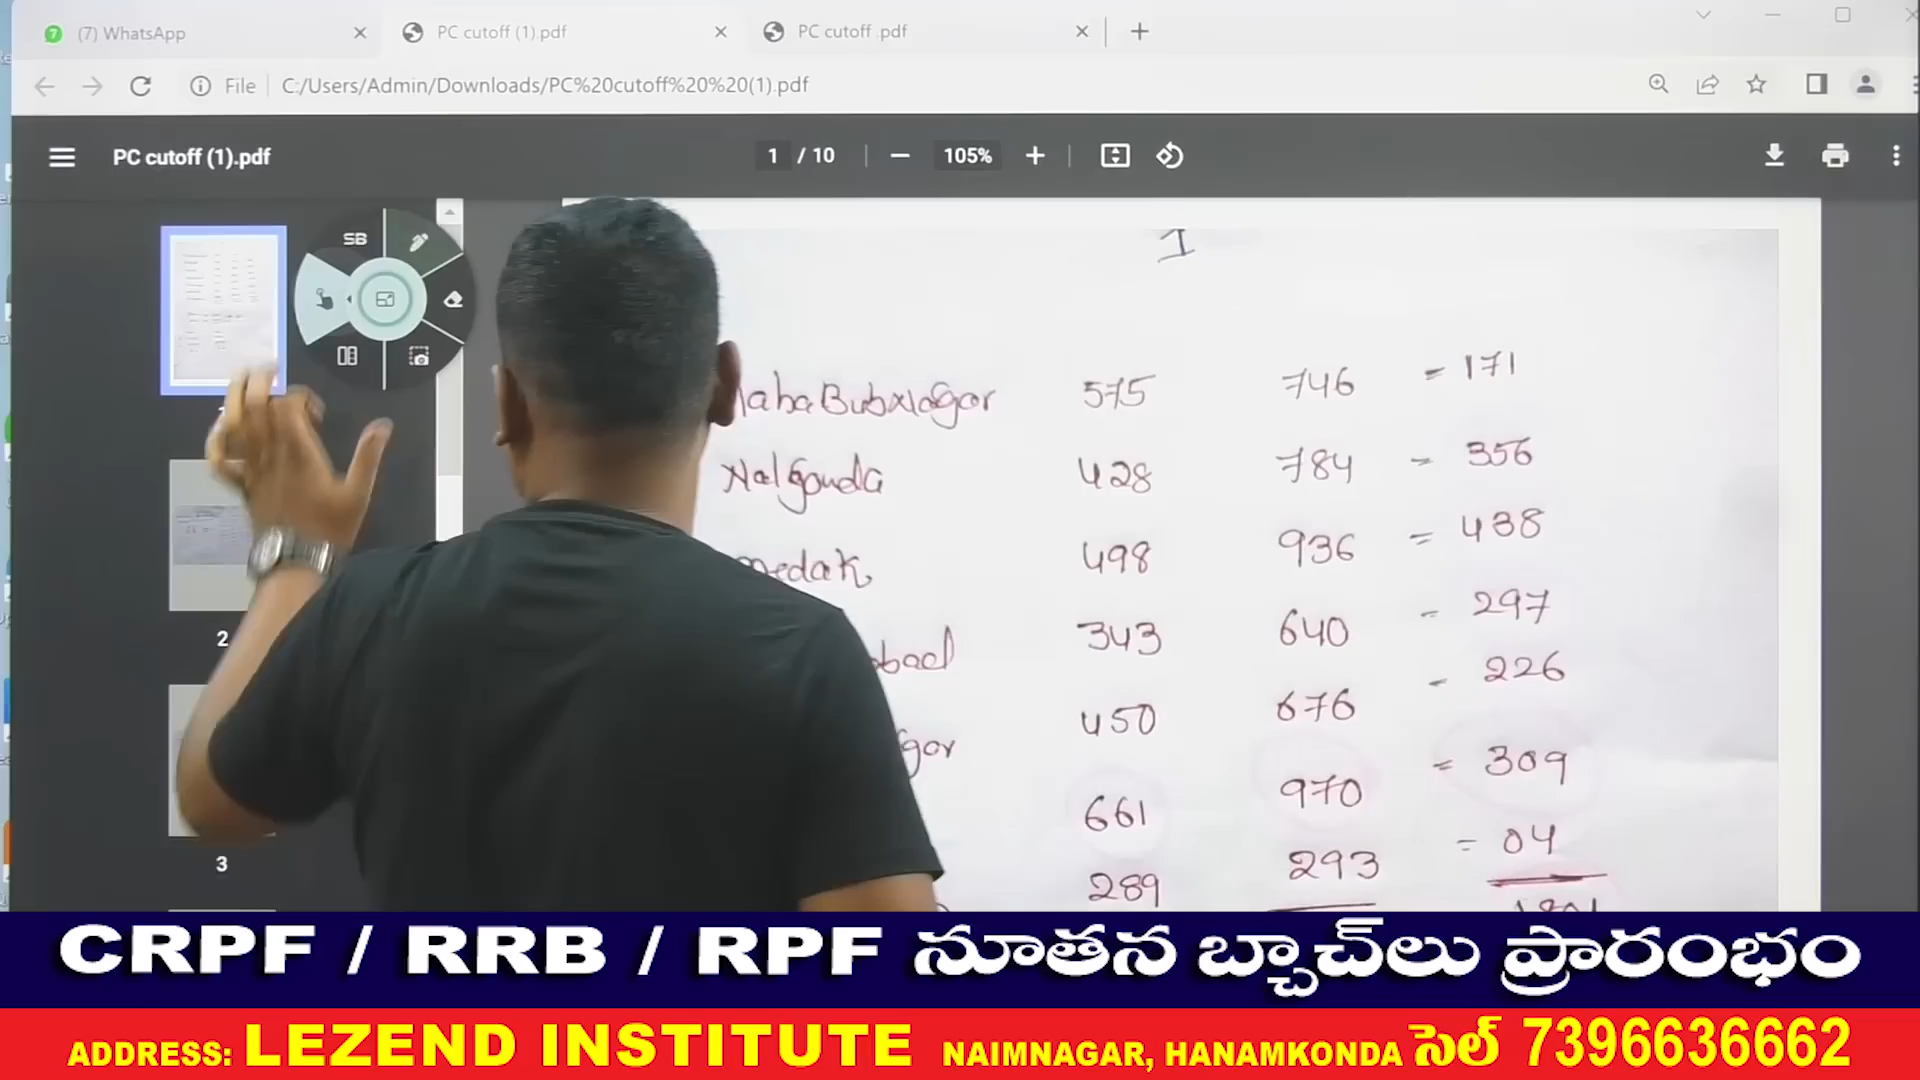 (7) WhatsApp
PC cutoff (1).pdf
PC cutoff .pdf
File
C:/Users/Admin/Downloads/PC%20cutoff%20%20(1).pdf
PC cutoff (1).pdf
1 / 10
105%
SB
I
575 746 = 171
Nalgonda 428 784 = 356
498 936 = 438
343 640 = 297
450 676 = 226
661 970 = 309
289 293 = 04
2
3
CRPF / RRB / RPF నూతన బ్యాచ్‌లు ప్రారంభం
ADDRESS: LEZEND INSTITUTE NAIMNAGAR, HANAMKONDA సెల్ 7396636662